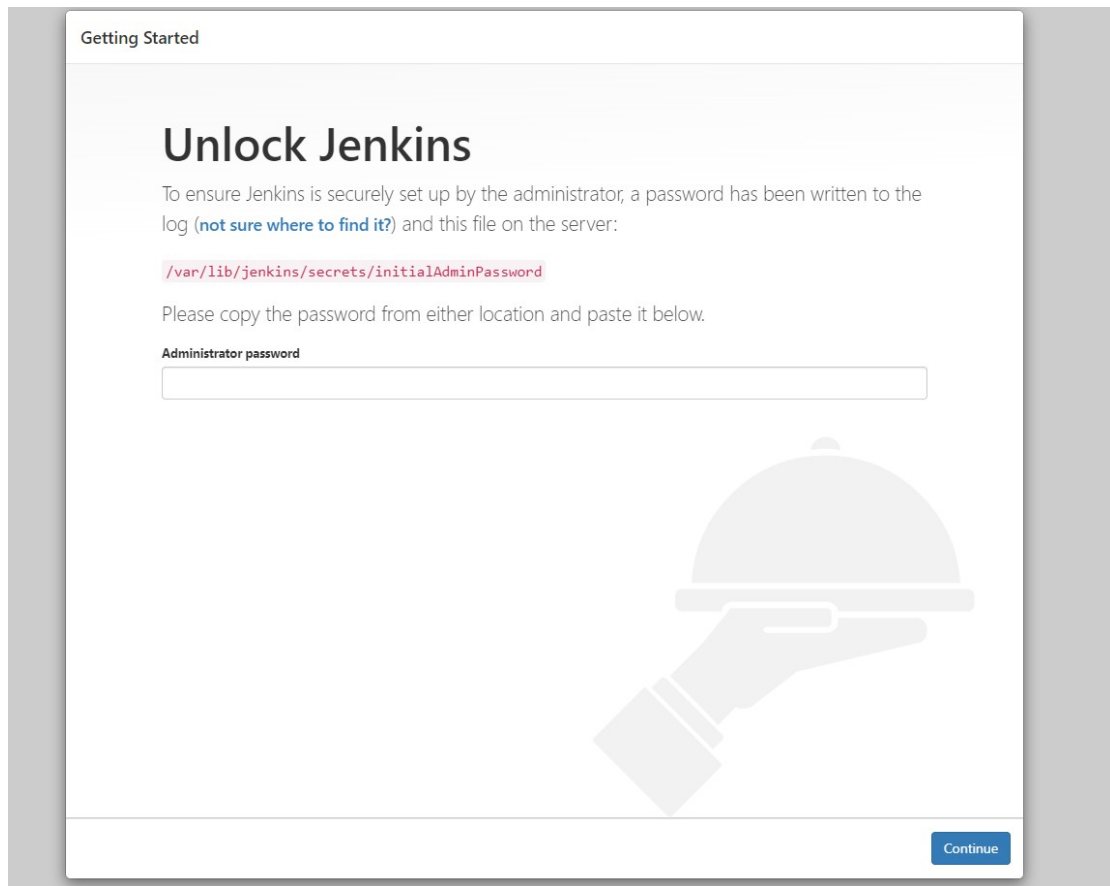 Getting Started
Unlock Jenkins
To ensure Jenkins is securely set up by the administrator, a password has been written to the
log (not sure where to find it?) and this file on the server:
/var/lib/jenkins/secrets/initialAdminPassword
Please copy the password from either location and paste it below.
Administrator password
Continue